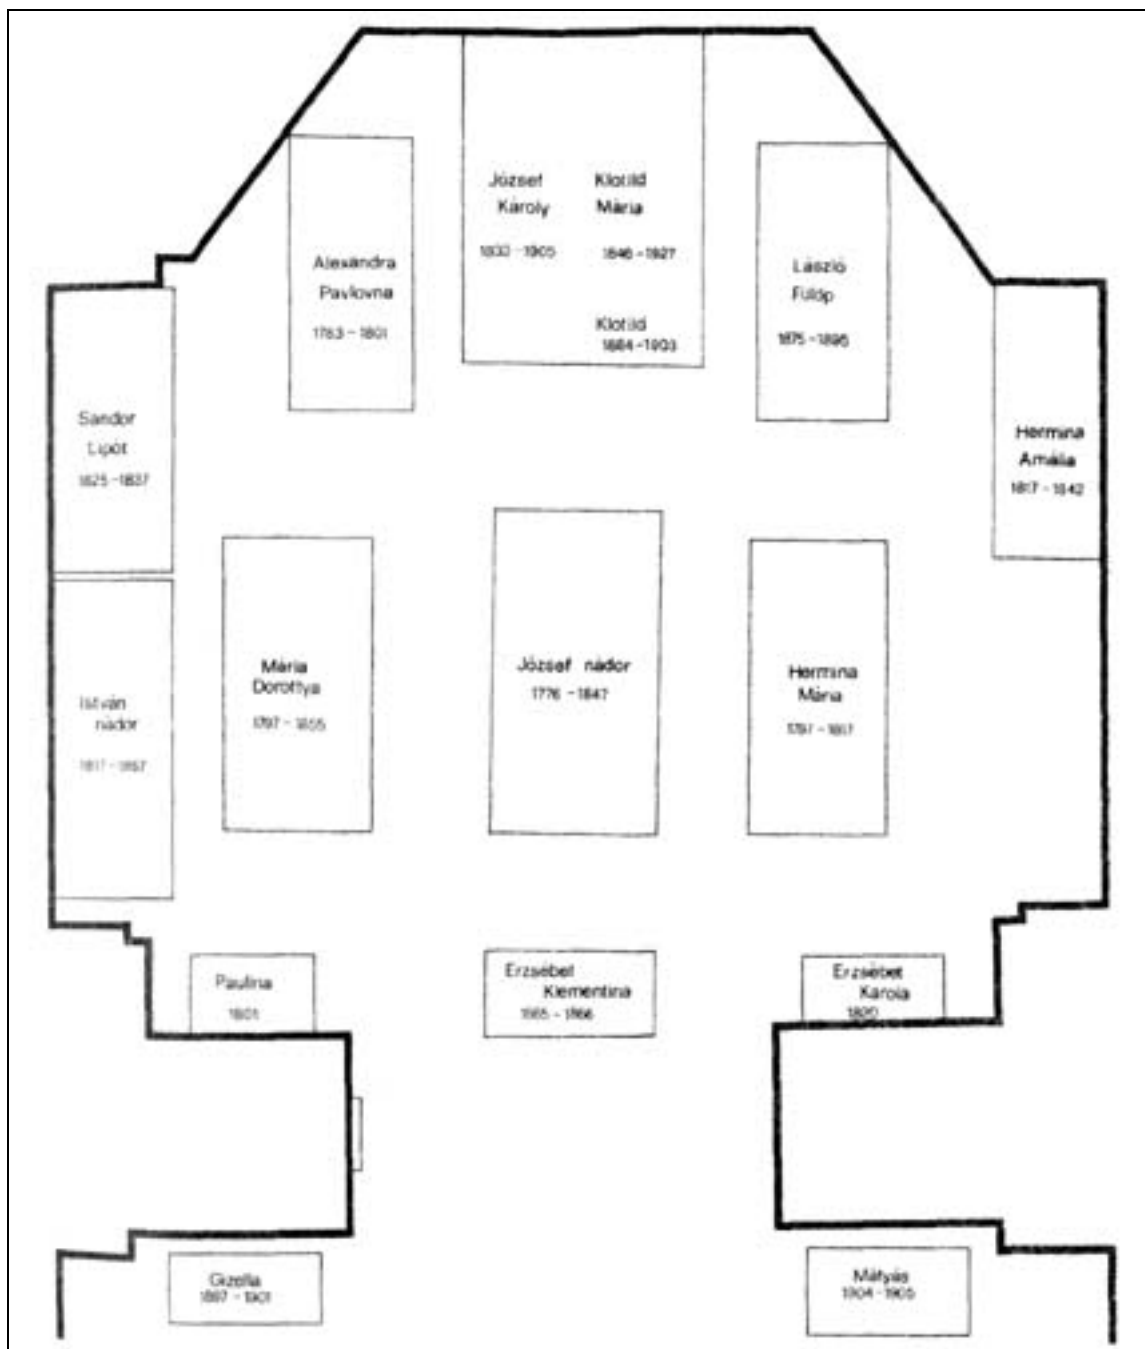 József
Károly
1833-1905
Klotild
Mária
1846-1927
Klotild
1884-1903
Alexandra
Pavlovna
1783-1801
László
Fülöp
1875-1895
Sandor
Lipót
1825-1837
Hermina
Amália
1817-1842
István
nádor
1817-1867
Mária
Dorottya
1797-1855
József nádor
1776-1847
Hermina
Mária
1797-1817
Paulina
1801
Erzsébet
Klementina
1865-1866
Erzsébet
Karola
1820
Gizella
1897-1901
Mátyás
1904-1905